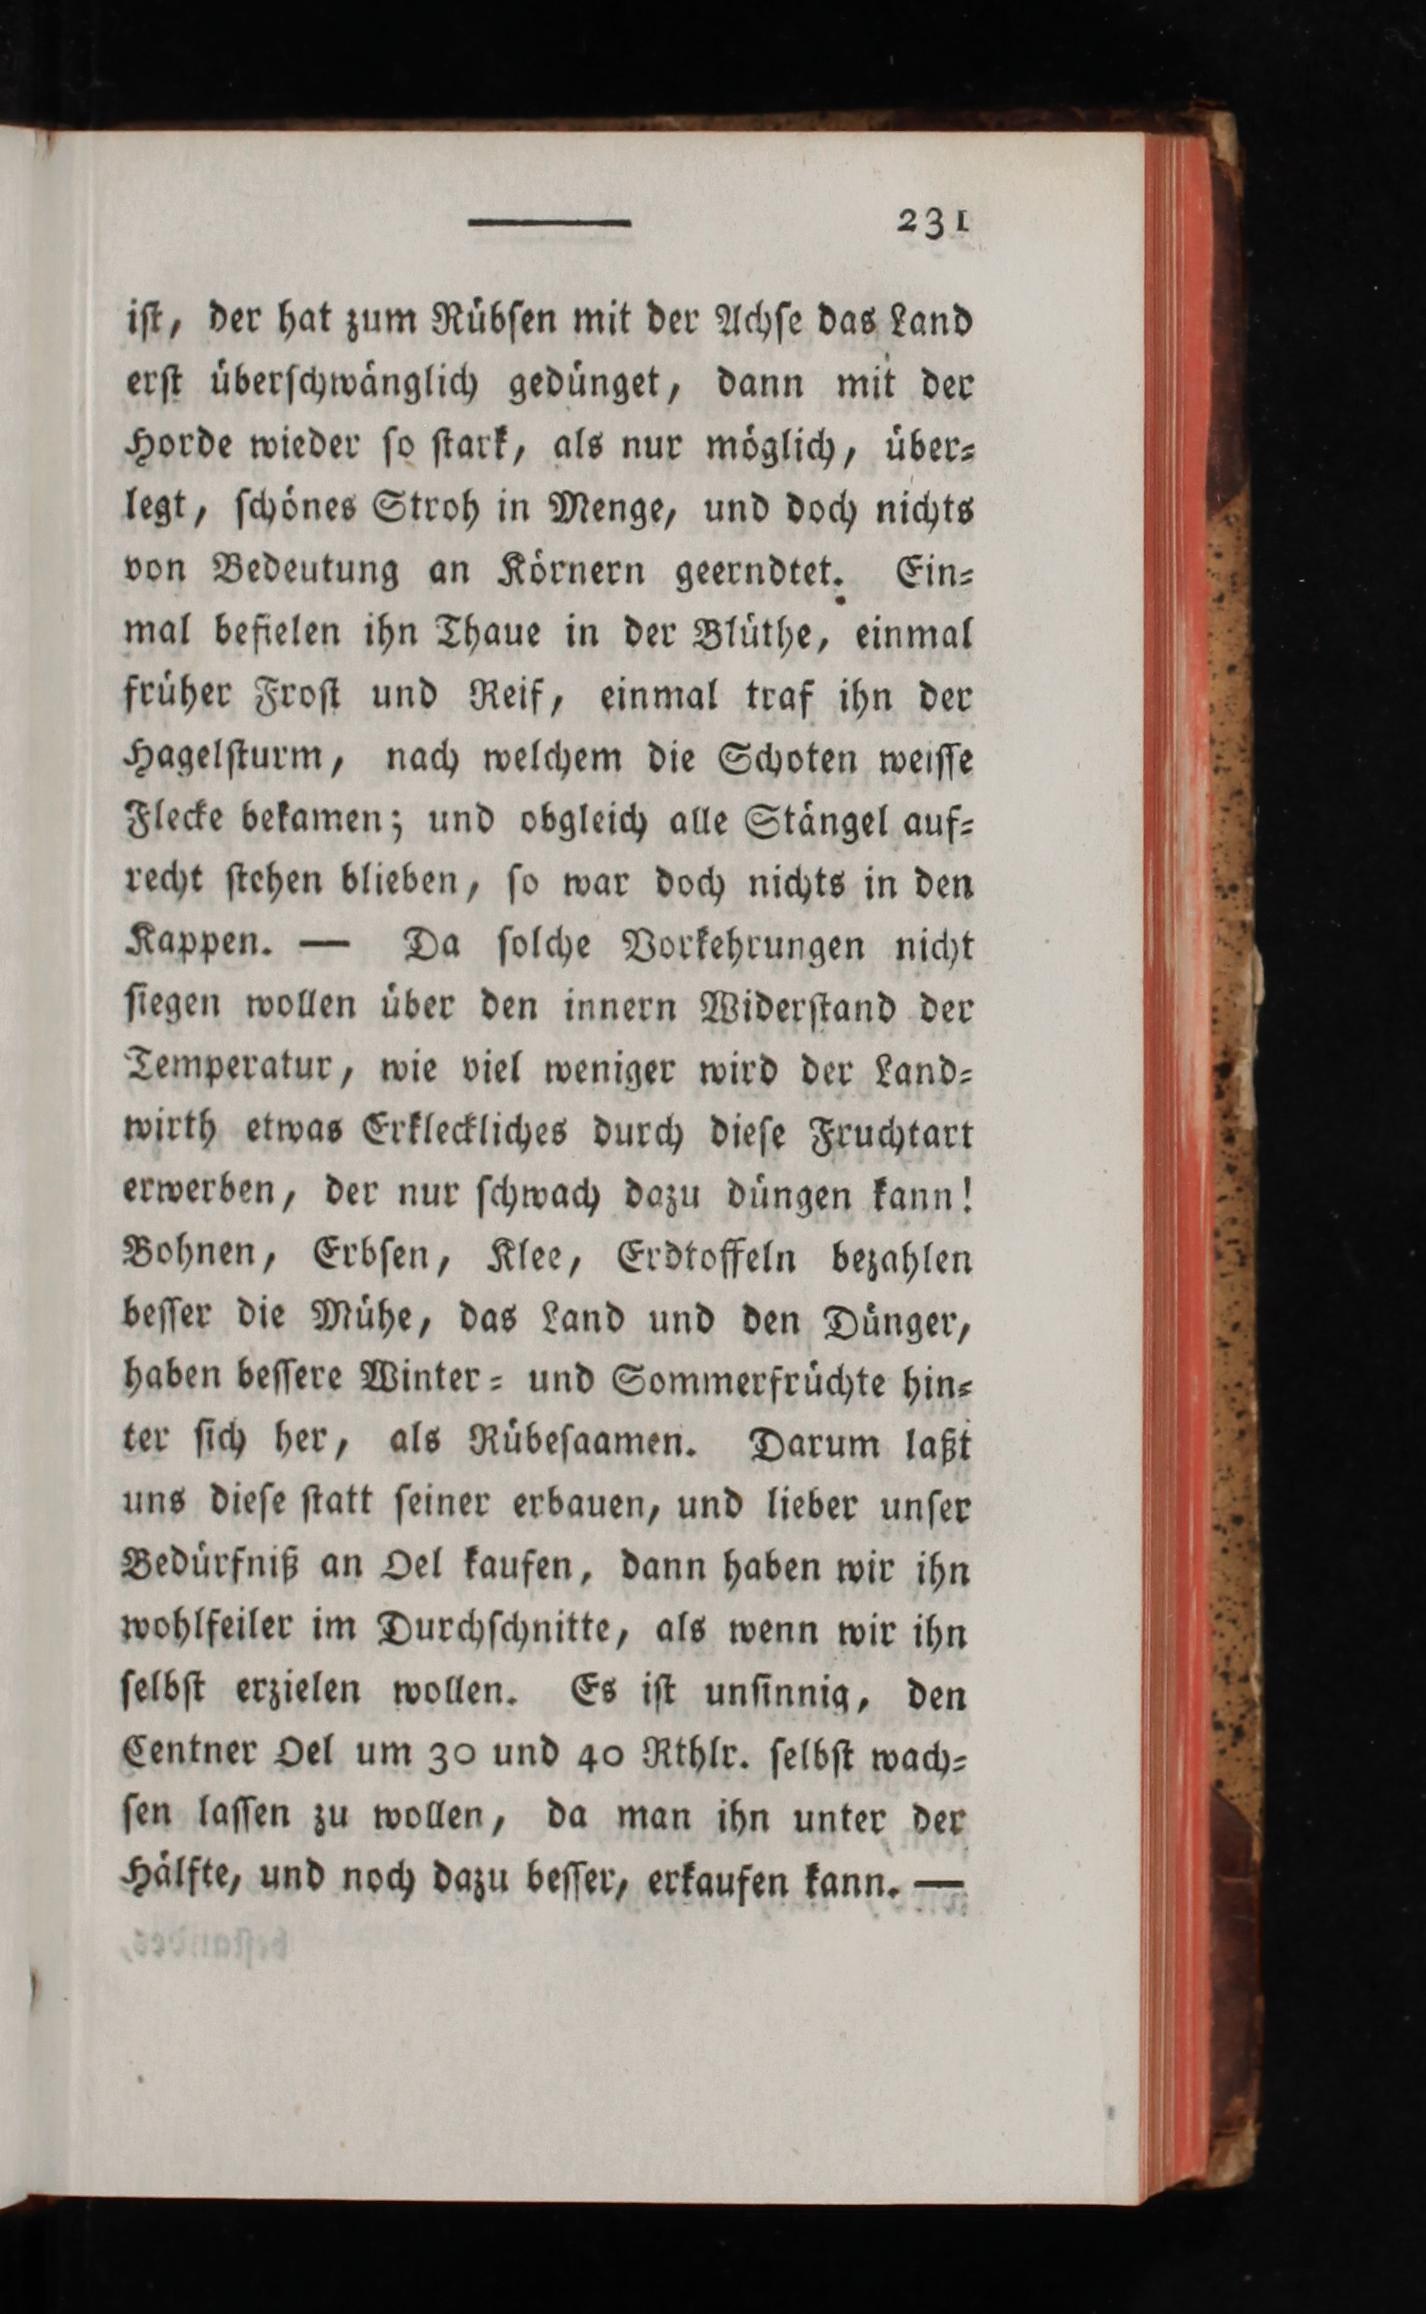 231
iſt, der hat zum Rübſen mit der Achſe das Land
erſt überſchwänglich gedünget, dann mit der
Horde wieder ſo ſtark, als nur möglich, über⸗
legt, ſchönes Stroh in Menge, und doch nichts
von Bedeutung an Körnern geerndtet. Ein⸗
mal befielen ihn Thaue in der Blüthe, einmal
früher Froſt und Reif, einmal traf ihn der
Hagelſturm, nach welchem die Schoten weiſſe
Flecke bekamen; und obgleich alle Stängel auf⸗
recht ſtehen blieben, ſo war doch nichts in den
Kappen. — Da ſolche Vorkehrungen nicht
ſiegen wollen über den innern Widerſtand der
Temperatur, wie viel weniger wird der Land⸗
wirth etwas Erkleckliches durch dieſe Fruchtart
erwerben, der nur ſchwach dazu düngen kann!
Bohnen, Erbſen, Klee, Erdtoffeln bezahlen
beſſer die Mühe, das Land und den Dünger,
haben beſſere Winter⸗ und Sommerfrüchte hin⸗
ter ſich her, als Rübeſaamen. Darum laßt
uns dieſe ſtatt ſeiner erbauen, und lieber unſer
Bedürfniß an Oel kaufen, dann haben wir ihn
wohlfeiler im Durchſchnitte, als wenn wir ihn
ſelbſt erzielen wollen. Es iſt unſinnig, den
Centner Oel um 30 und 40 Rthlr. ſelbſt wach⸗
ſen laſſen zu wollen, da man ihn unter der
Hälfte, und noch dazu beſſer, erkaufen kann. —